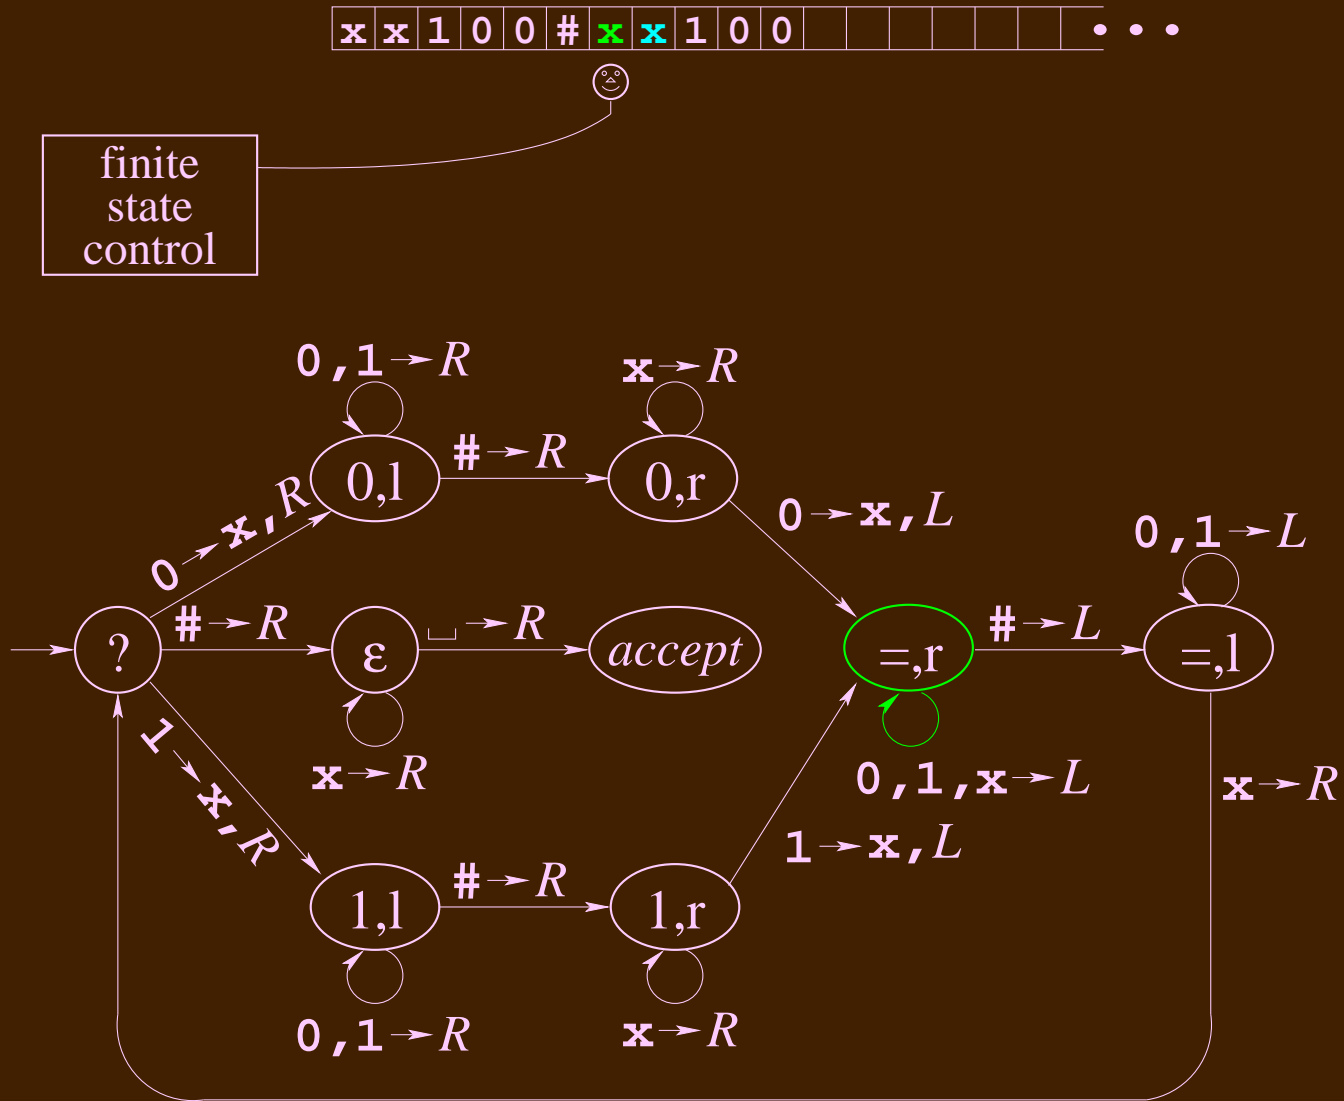 x x 1 0 0 # x x 1 0 0 • • •
finite
state
control
0,1→R
x→R
0,l
#→R
0,r
0→x,R
0→x,L
0,1→L
?
#→R
ε
␣→R
accept
=,r
#→L
=,l
x→R
1→x,R
0,1,x→L
x→R
1→x,L
1,l
#→R
1,r
0,1→R
x→R